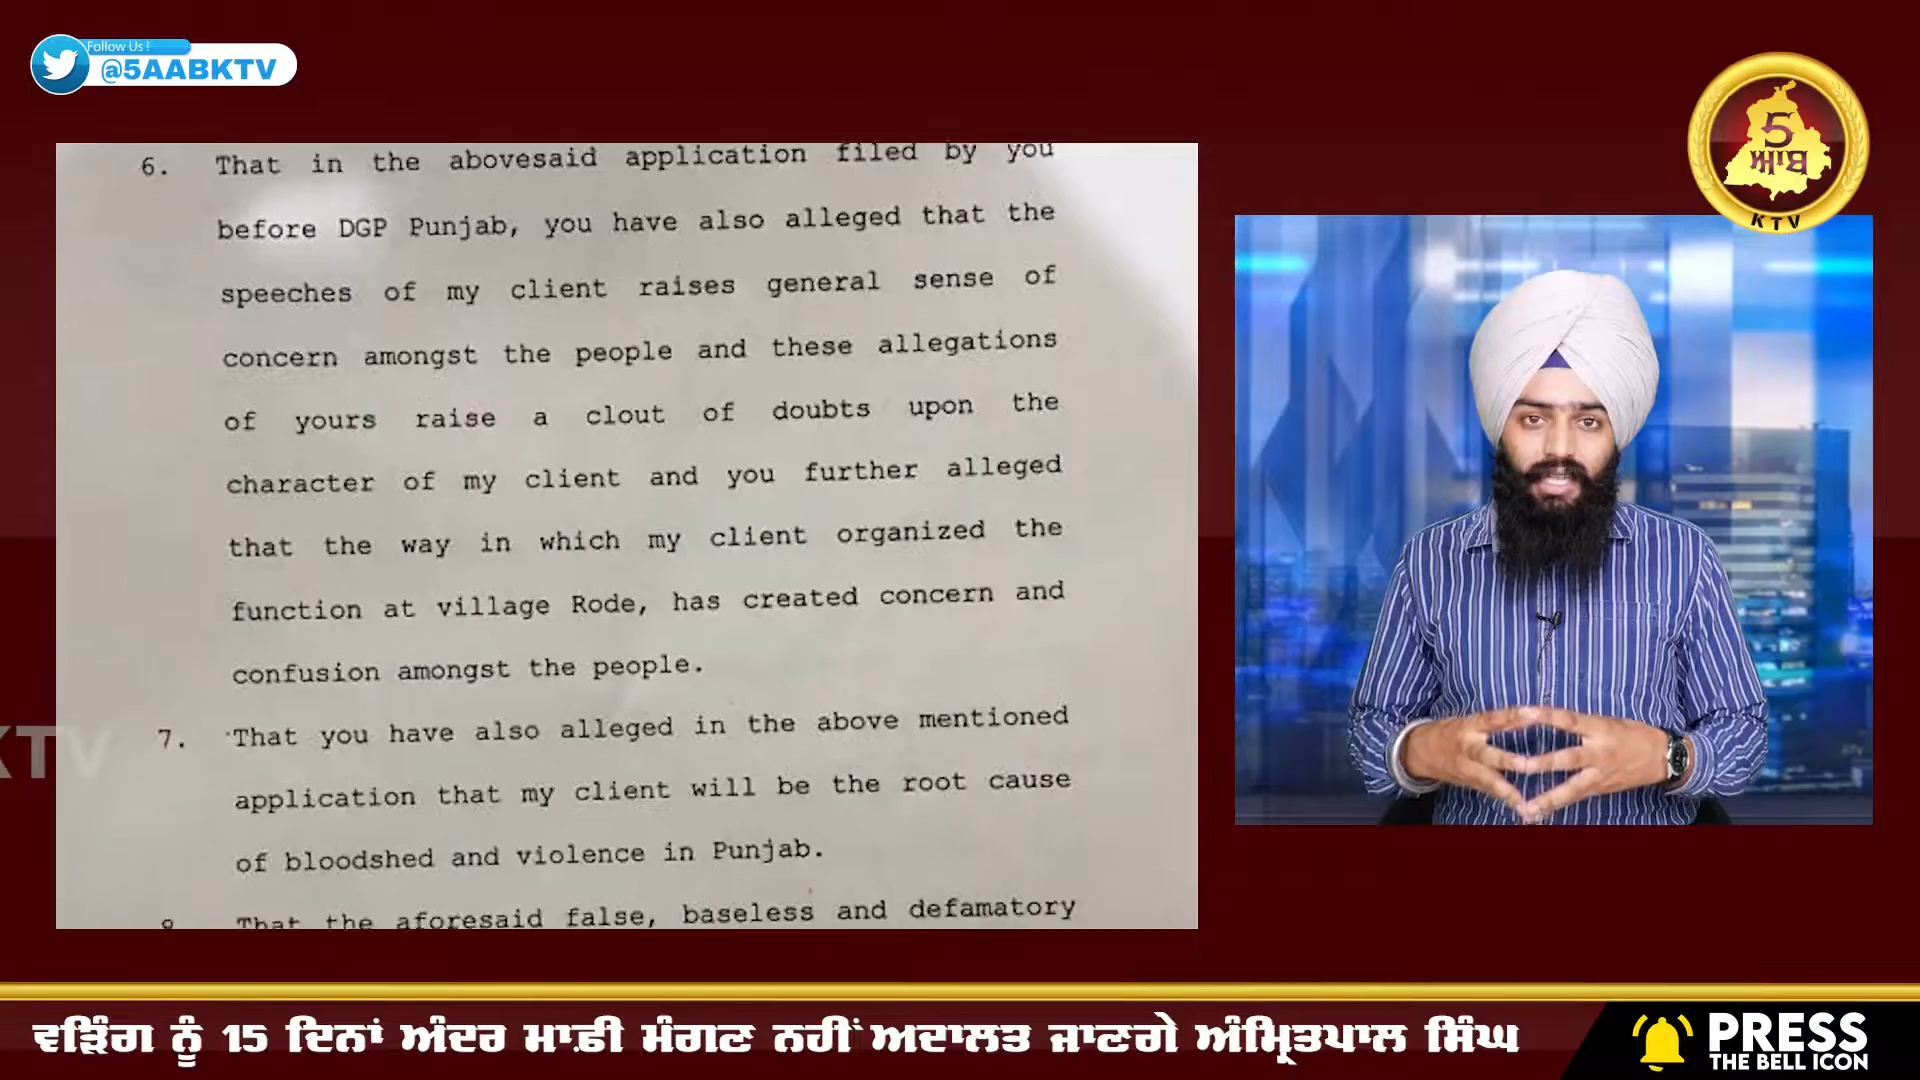 Follow Us !
@5AABKTV
5
ਆਬ
KTV
6. That in the abovesaid application filed by you
before DGP Punjab, you have also alleged that the
speeches of my client raises general sense of
concern amongst the people and these allegations
of yours raise a clout of doubts upon the
character of my client and you further alleged
that the way in which my client organized the
function at village Rode, has created concern and
confusion amongst the people.
7. That you have also alleged in the above mentioned
application that my client will be the root cause
of bloodshed and violence in Punjab.
8. That the aforesaid false, baseless and defamatory
KTV
ਵੜਿੰਗ ਨੂੰ 15 ਦਿਨਾਂ ਅੰਦਰ ਮਾਫ਼ੀ ਮੰਗਣ ਨਹੀਂ ਅਦਾਲਤ ਜਾਣਗੇ ਅੰਮ੍ਰਿਤਪਾਲ ਸਿੰਘ
PRESS
THE BELL ICON